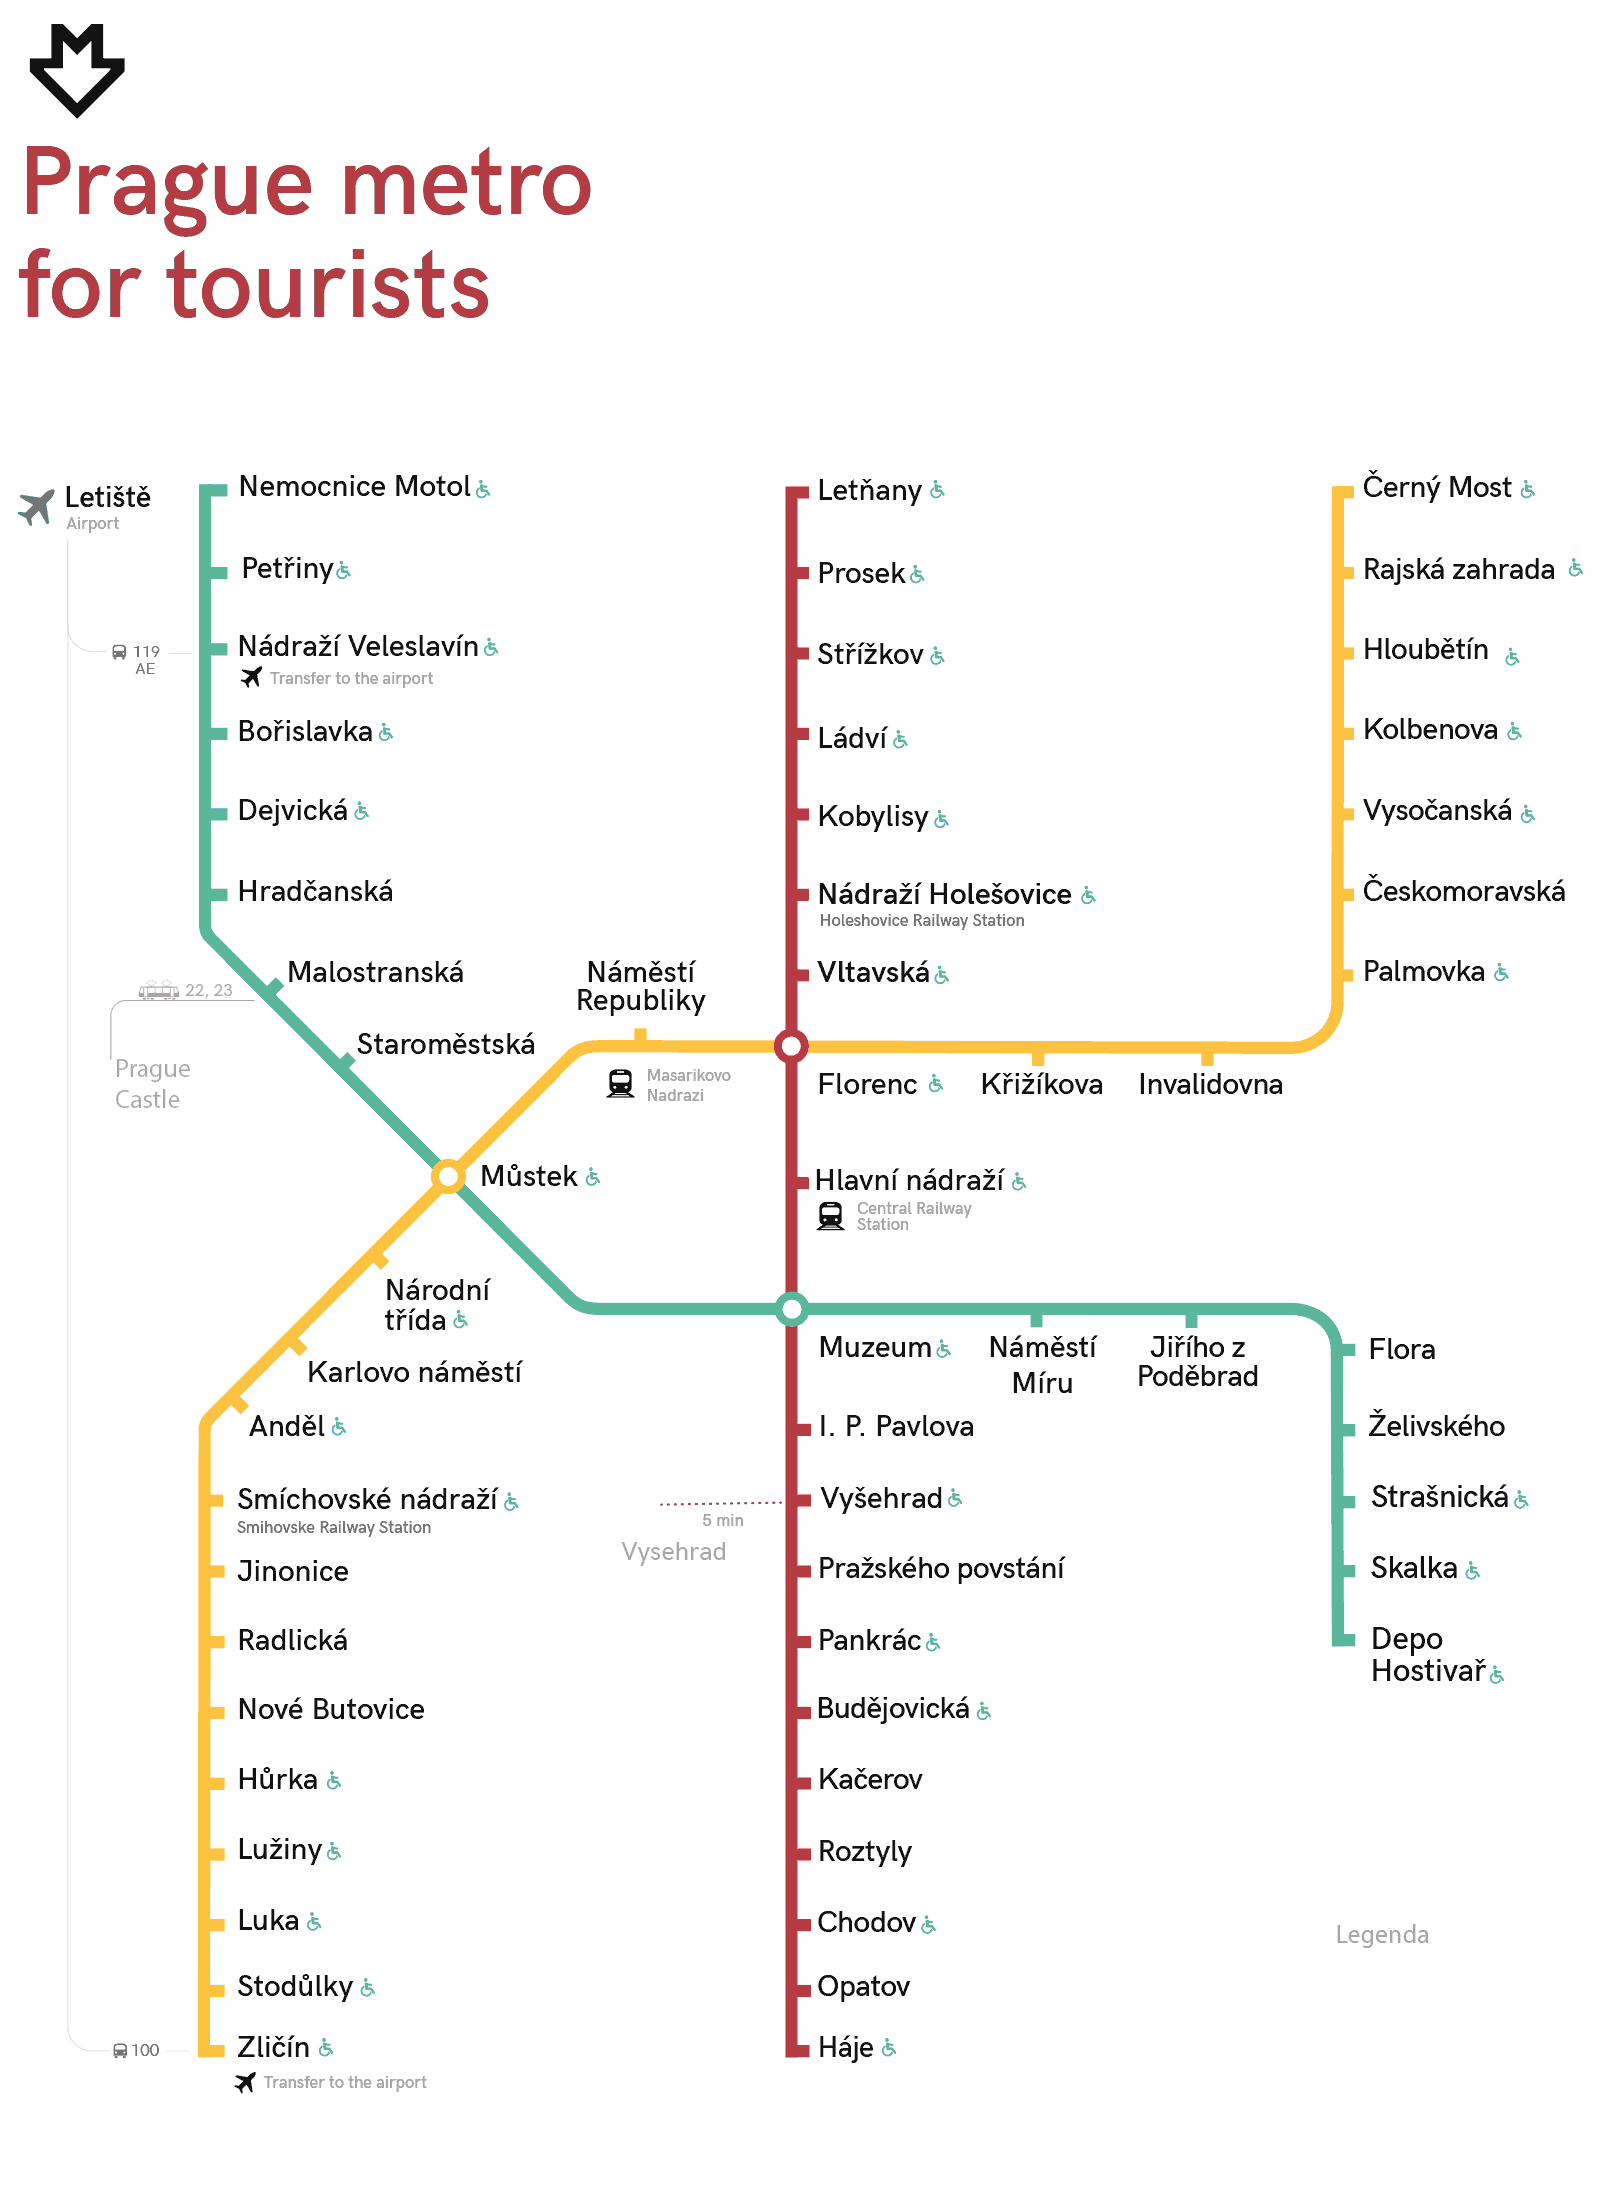 Prague metro
for tourists
Letiště
Airport
119
AE
Nemocnice Motol
Petřiny
Nádraží Veleslavín
Transfer to the airport
Bořislavka
Dejvická
Hradčanská
Malostranská
22, 23
Prague
Castle
Staroměstská
Můstek
Náměstí
Republiky
Masarikovo
Nadrazi
Letňany
Prosek
Střížkov
Ládví
Kobylisy
Nádraží Holešovice
Holeshovice Railway Station
Vltavská
Florenc
Křižíkova
Invalidovna
Černý Most
Rajská zahrada
Hloubětín
Kolbenova
Vysočanská
Českomoravská
Palmovka
Hlavní nádraží
Central Railway
Station
Národní
třída
Karlovo náměstí
Anděl
Smíchovské nádraží
Smihovske Railway Station
Jinonice
Radlická
Nové Butovice
Hůrka
Lužiny
Luka
Stodůlky
100
Zličín
Transfer to the airport
Muzeum
Náměstí
Míru
Jiřího z
Poděbrad
I. P. Pavlova
Vyšehrad
5 min
Vysehrad
Pražského povstání
Pankrác
Budějovická
Kačerov
Roztyly
Chodov
Opatov
Háje
Flora
Želivského
Strašnická
Skalka
Depo
Hostivař
Legenda